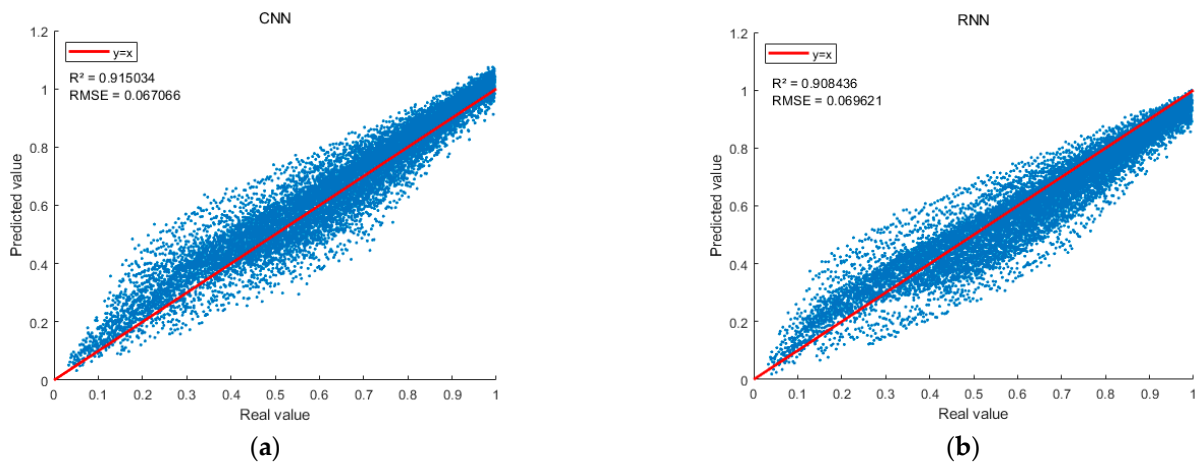 CNN
1.2
y=x
R² = 0.915034
RMSE = 0.067066
1
0.8
0.6
0.4
0.2
0
Predicted value
0 0.1 0.2 0.3 0.4 0.5 0.6 0.7 0.8 0.9 1
Real value
(a)
RNN
1.2
y=x
R² = 0.908436
RMSE = 0.069621
1
0.8
0.6
0.4
0.2
0
Predicted value
0 0.1 0.2 0.3 0.4 0.5 0.6 0.7 0.8 0.9 1
Real value
(b)